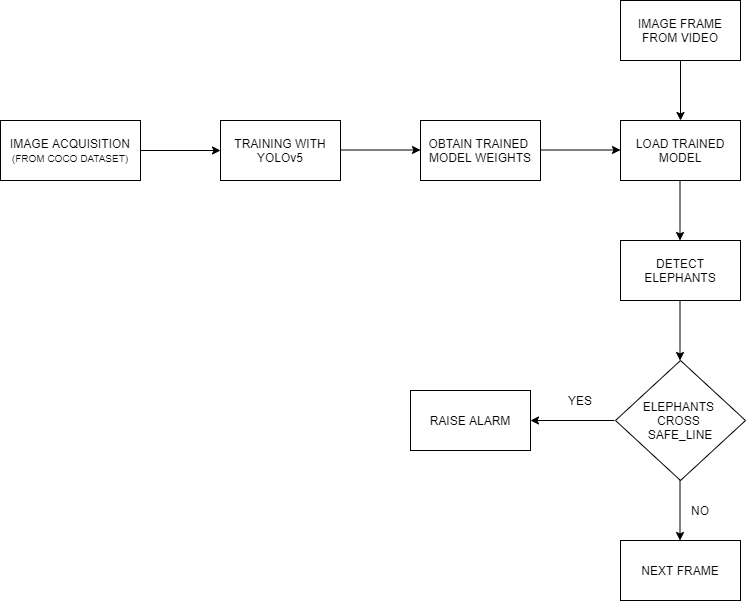 IMAGE FRAME
FROM VIDEO
IMAGE ACQUISITION
(FROM COCO DATASET)
TRAINING WITH
YOLOv5
OBTAIN TRAINED
MODEL WEIGHTS
LOAD TRAINED
MODEL
DETECT
ELEPHANTS
ELEPHANTS
CROSS
SAFE_LINE
YES
RAISE ALARM
NO
NEXT FRAME